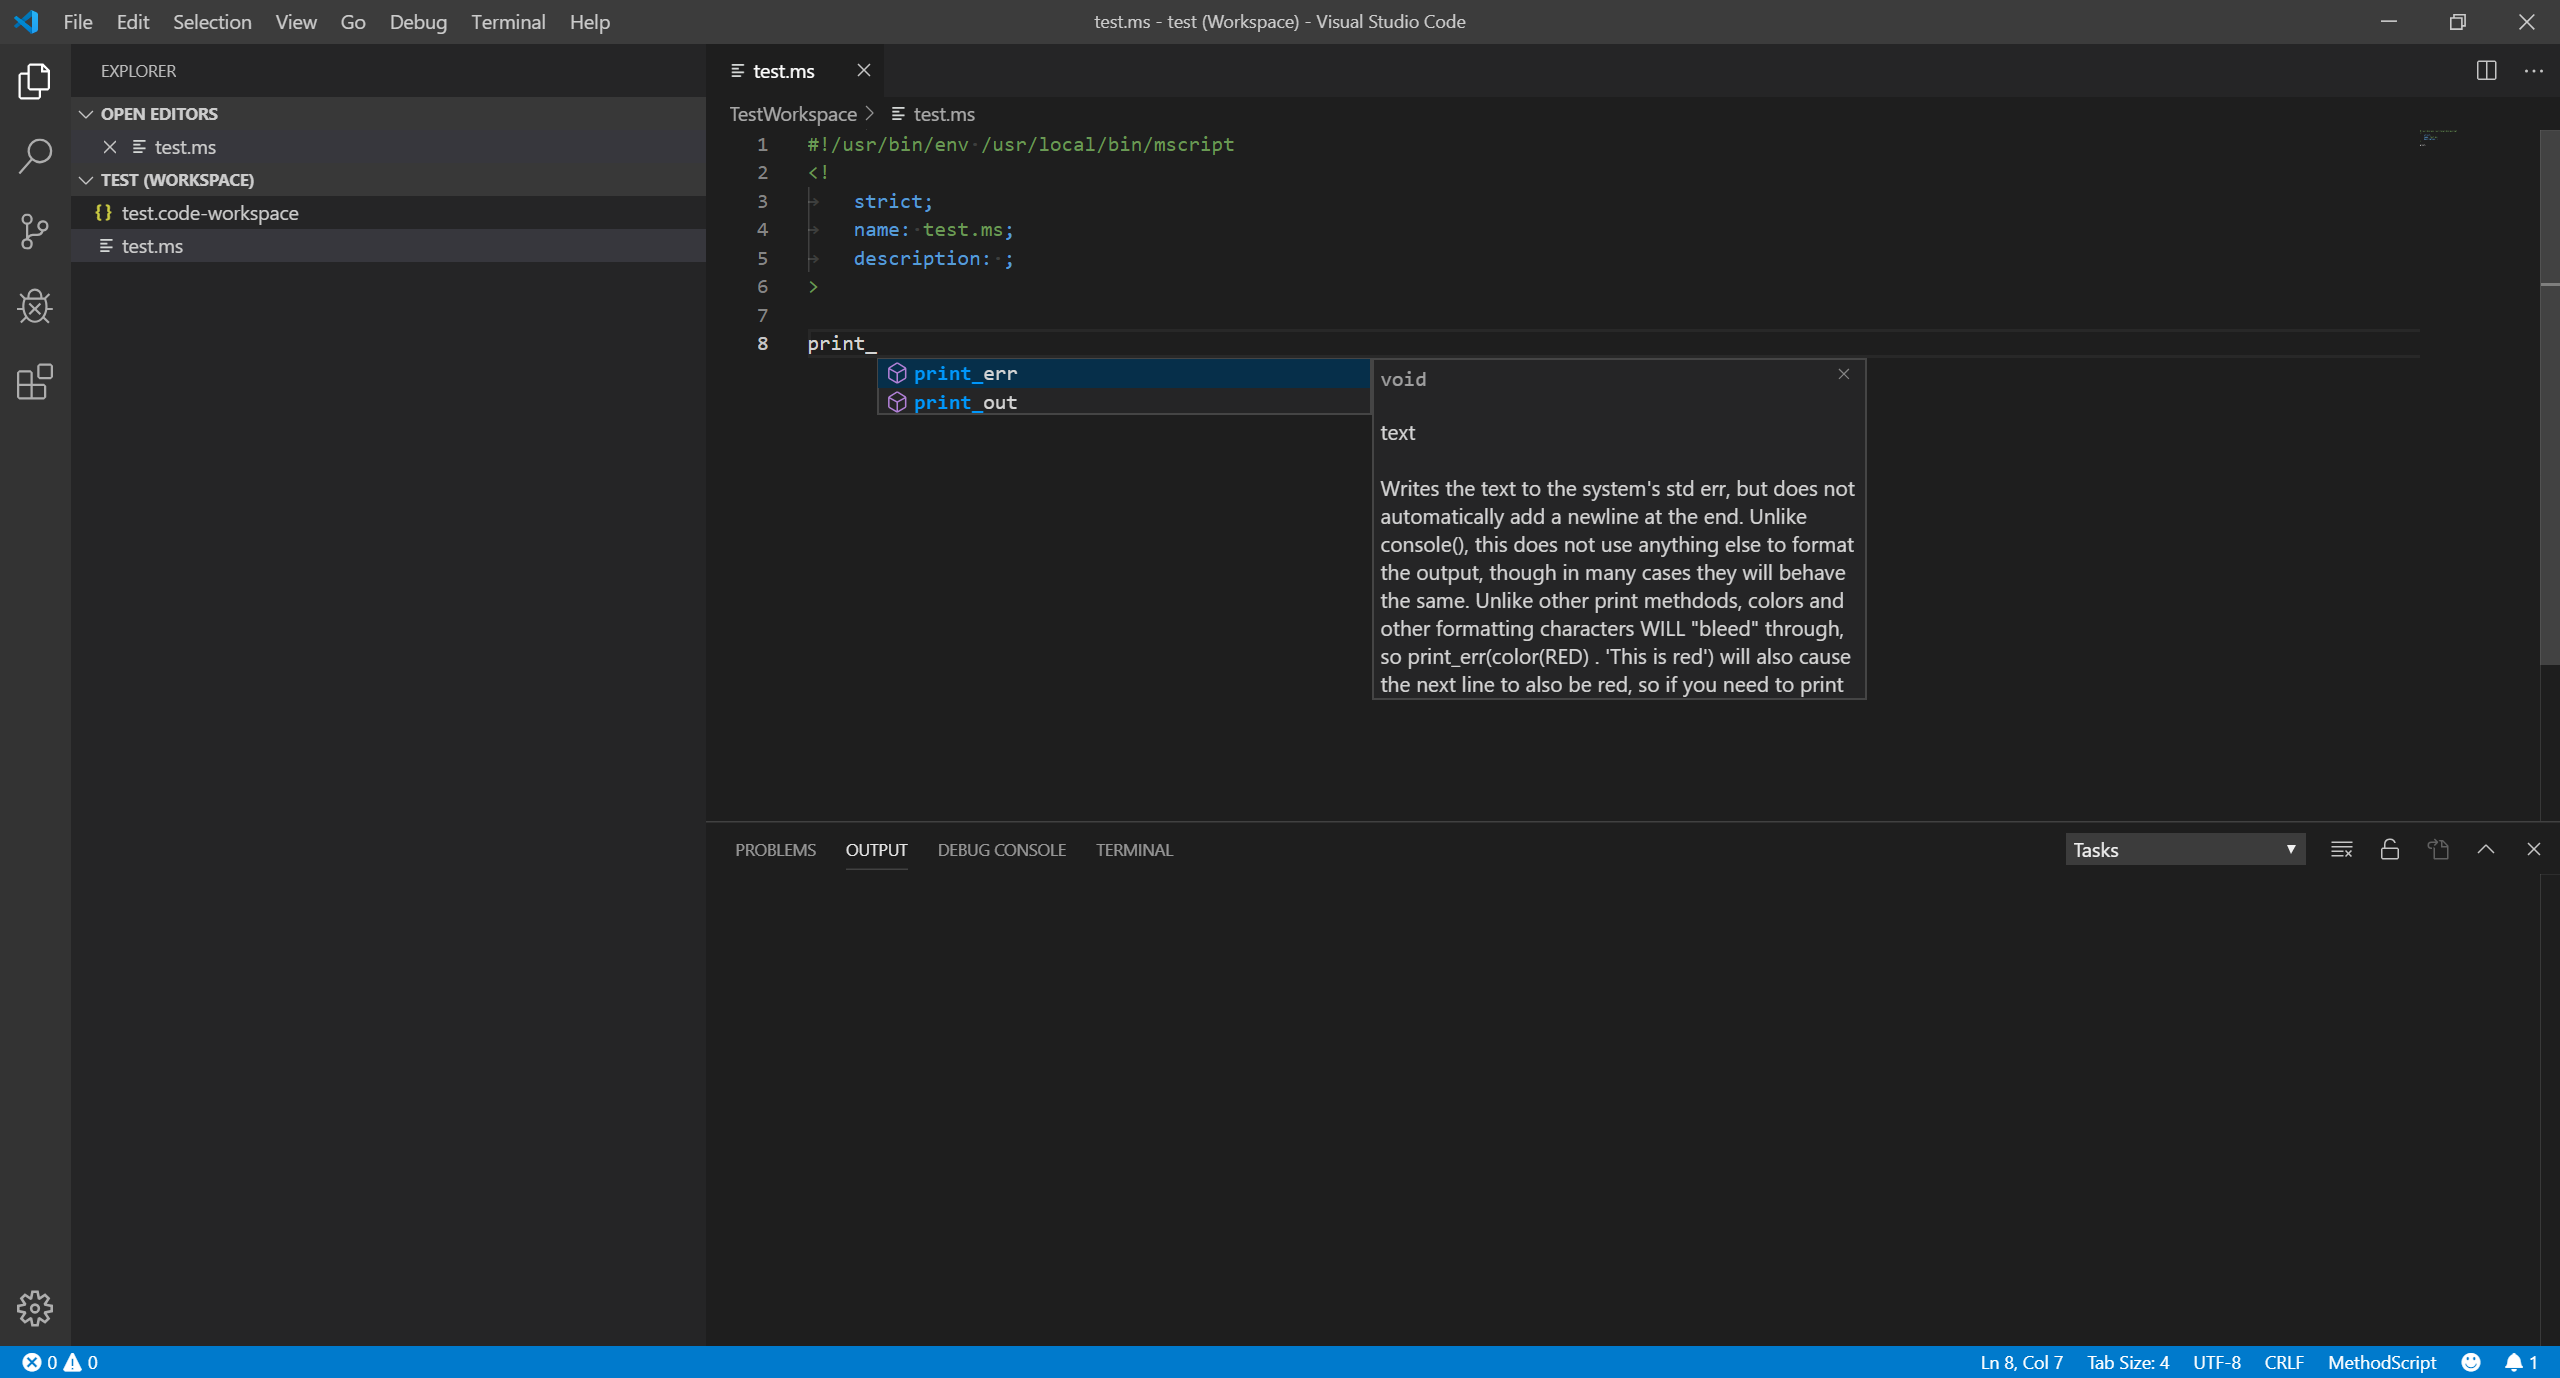 File Edit Selection View Go Debug Terminal Help
test.ms - test (Workspace) - Visual Studio Code
EXPLORER
OPEN EDITORS
test.ms
TEST (WORKSPACE)
{} test.code-workspace
test.ms
test.ms
TestWorkspace > test.ms
1 #!/usr/bin/env /usr/local/bin/mscript
2 <!
3 strict;
4 name: test.ms;
5 description: ;
6 >
7
8 print_
print_err
print_out
void
text
Writes the text to the system's std err, but does not
automatically add a newline at the end. Unlike
console(), this does not use anything else to format
the output, though in many cases they will behave
the same. Unlike other print methdods, colors and
other formatting characters WILL "bleed" through,
so print_err(color(RED) . 'This is red') will also cause
the next line to also be red, so if you need to print
PROBLEMS OUTPUT DEBUG CONSOLE TERMINAL
Tasks
0 0
Ln 8, Col 7 Tab Size: 4 UTF-8 CRLF MethodScript 1